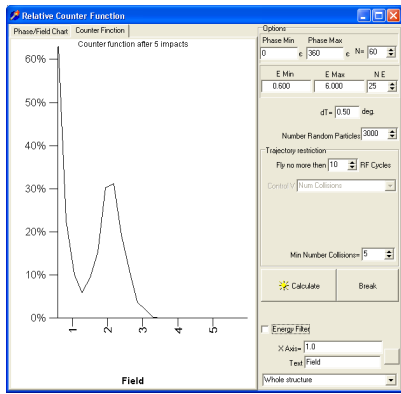 Relative Counter Function
Phase/Field Chart
Counter Finction
Counter function after 5 impacts
60%
50%
40%
30%
20%
10%
0%
1
2
3
4
5
Field
Options
Phase Min
Phase Max
0
360
N= 60
E Min
E Max
N E
0.600
6.000
25
dT= 0.50 deg.
Number Random Particles 3000
Trajectory restriction
Fly no more then 10 RF Cycles
Control V Num Collisions
Min Number Collisions= 5
Calculate
Break
Energy Filter
X Axis= 1.0
Text Field
Whole structure